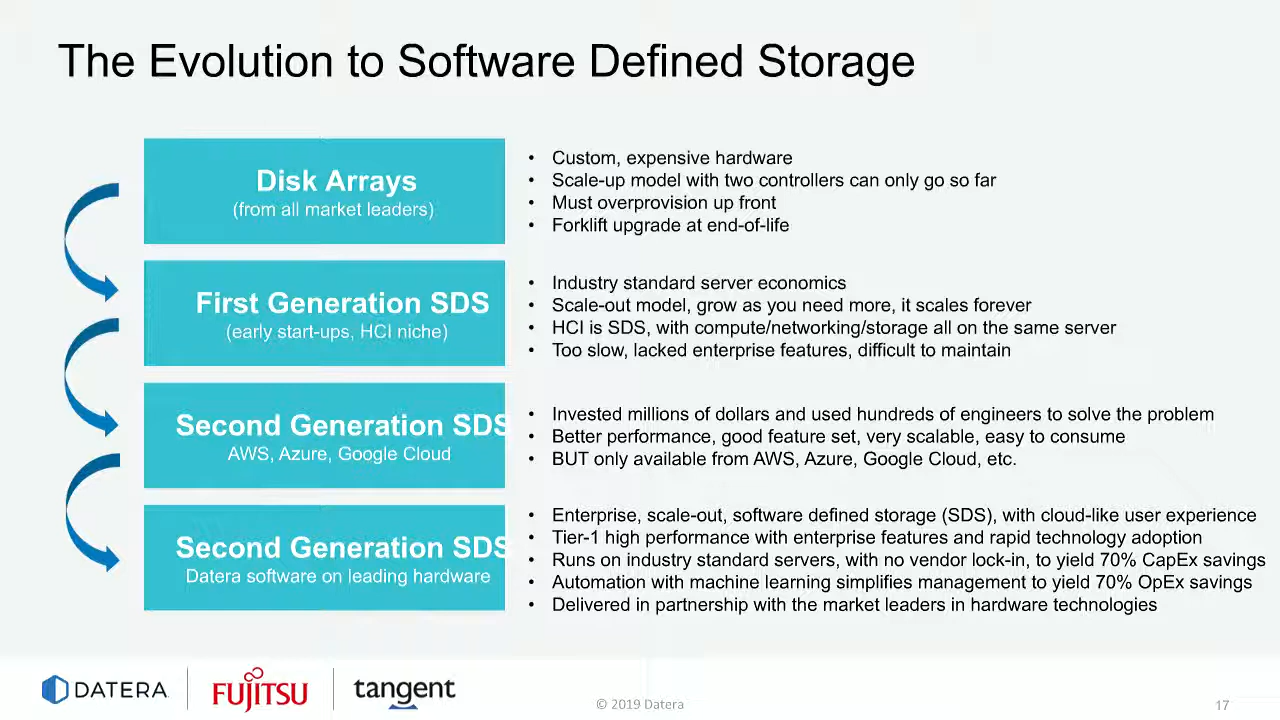 The Evolution to Software Defined Storage
Disk Arrays
(from all market leaders)
• Custom, expensive hardware
• Scale-up model with two controllers can only go so far
• Must overprovision up front
• Forklift upgrade at end-of-life
First Generation SDS
(early start-ups, HCI niche)
• Industry standard server economics
• Scale-out model, grow as you need more, it scales forever
• HCI is SDS, with compute/networking/storage all on the same server
• Too slow, lacked enterprise features, difficult to maintain
Second Generation SDS
AWS, Azure, Google Cloud
• Invested millions of dollars and used hundreds of engineers to solve the problem
• Better performance, good feature set, very scalable, easy to consume
• BUT only available from AWS, Azure, Google Cloud, etc.
Second Generation SDS
Datera software on leading hardware
• Enterprise, scale-out, software defined storage (SDS), with cloud-like user experience
• Tier-1 high performance with enterprise features and rapid technology adoption
• Runs on industry standard servers, with no vendor lock-in, to yield 70% CapEx savings
• Automation with machine learning simplifies management to yield 70% OpEx savings
• Delivered in partnership with the market leaders in hardware technologies
DATERA
FUJITSU
tangent
© 2019 Datera
17